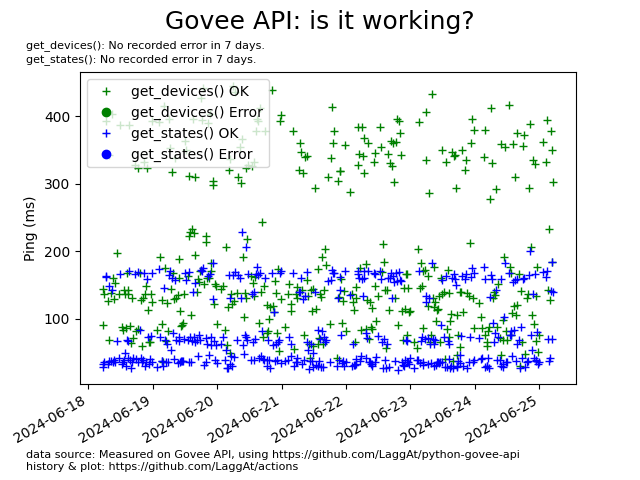 Govee API: is it working?
get_devices(): No recorded error in 7 days.
get_states(): No recorded error in 7 days.
get_devices() OK
get_devices() Error
get_states() OK
get_states() Error
Ping (ms)
400
300
200
100
2024-06-18
2024-06-19
2024-06-20
2024-06-21
2024-06-22
2024-06-23
2024-06-24
2024-06-25
data source: Measured on Govee API, using https://github.com/LaggAt/python-govee-api
history & plot: https://github.com/LaggAt/actions